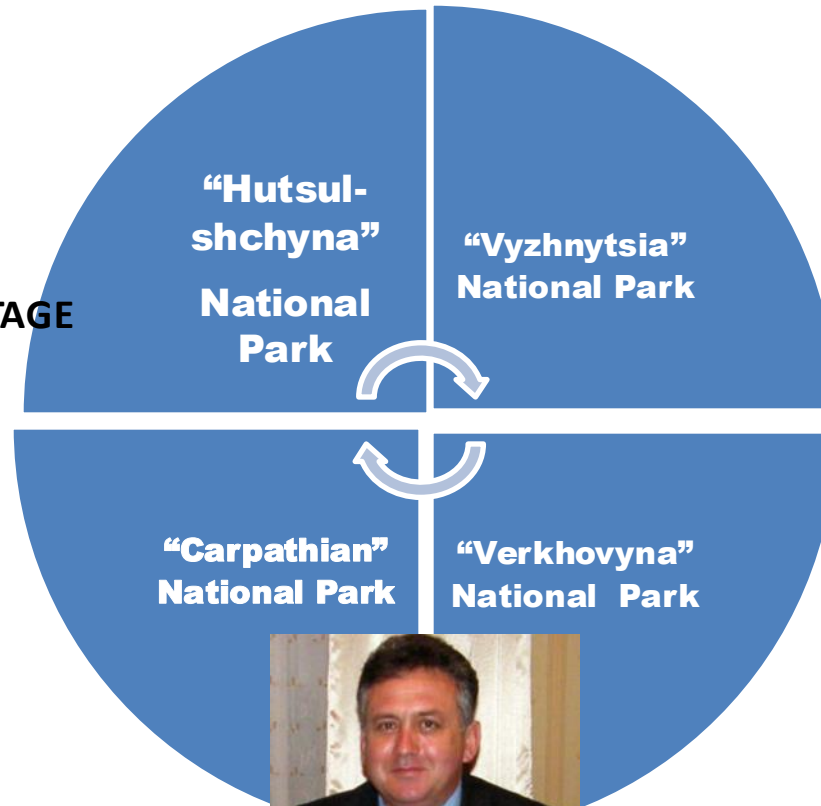 “Hutsul-
shchyna”
National
Park
“Vyzhnytsia”
National Park
TAGE
“Carpathian”
National Park
“Verkhovyna”
National Park